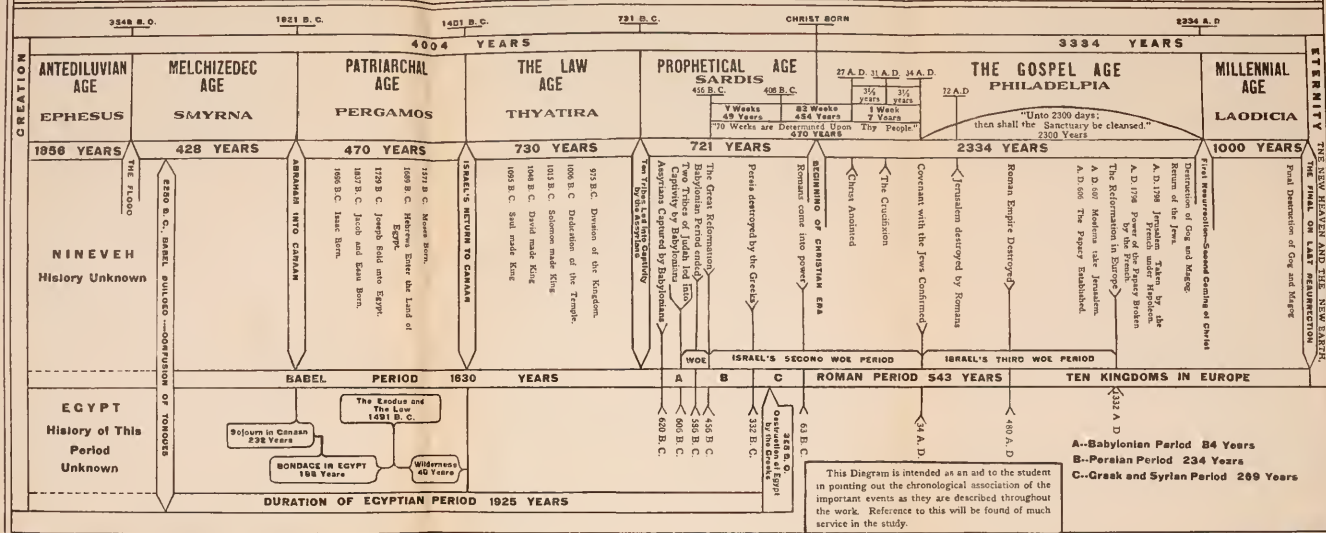 3548 B. C.
1921 B. C.
1401 B. C.
731 B. C.
CHRIST BORN
2334 A. D
4004 YEARS
3334 YEARS
CREATION
ANTEDILUVIAN
AGE
EPHESUS
MELCHIZEDEC
AGE
SMYRNA
PATRIARCHAL
AGE
PERGAMOS
THE LAW
AGE
THYATIRA
PROPHETICAL AGE
SARDIS
456 B. C.
408 B. C.
7 Weeks
49 Years
62 Weeks
454 Years
1 Week
7 Years
"70 Weeks are Determined Upon Thy People."
470 YEARS
27 A. D. 31 A. D. 34 A. D.
3½
years
3½
years
72 A.D
THE GOSPEL AGE
PHILADELPIA
"Unto 2300 days;
then shall the Sanctuary be cleansed."
2300 Years
MILLENNIAL
AGE
LAODICIA
ETERNITY
1656 YEARS
428 YEARS
470 YEARS
730 YEARS
721 YEARS
2334 YEARS
1000 YEARS
THE FLOOD
2250 B. C. BABEL BUILDED — CONFUSION OF TONGUES
ABRAHAM INTO CANAAN
1696 B. C. Isaac Born.
1837 B. C. Jacob and Esau Born.
1729 B. C. Joseph Sold into Egypt.
1689 B. C. Hebrews Enter the Land of
Egypt.
1571 B. C. Moses Born.
ISRAEL'S RETURN TO CANAAN
1095 B. C. Saul made King
1048 B. C. David made King
1015 B. C. Solomon made King
1006 B. C. Dedication of the Temple.
975 B. C. Division of the Kingdom.
Ten Tribes Led into Captivity
by the Assyrians
Assyrians Captured by Babylonians
Two Tribes of Judah led into
Captivity by Babylonians
Babylonian Period ended
The Great Reformation
Persia destroyed by the Greeks
Romans come into power
BEGINNING OF CHRISTIAN ERA
Christ Anointed
The Crucifixion
Covenant with the Jews Confirmed
Jerusalem destroyed by Romans
Roman Empire Destroyed
A. D. 606 The Papacy Established.
A. D. 607 Moslems take Jerusalem.
The Reformation in Europe
A. D. 1798 Power of the Papacy Broken
by the French.
A. D. 1798 Jerusalem Taken by the
French under Napoleon.
Return of the Jews.
Destruction of Gog and Magog.
First Resurrection—Second Coming of Christ
Final Destruction of Gog and Magog
THE FINAL OR LAST RESURRECTION
THE NEW HEAVEN AND THE NEW EARTH.
NINEVEH
History Unknown
WOE
ISRAEL'S SECOND WOE PERIOD
ISRAEL'S THIRD WOE PERIOD
BABEL PERIOD 1630 YEARS
A B C
ROMAN PERIOD 543 YEARS
TEN KINGDOMS IN EUROPE
EGYPT
History of This
Period
Unknown
Sojourn in Canaan
232 Years
The Exodus and
The Law
1491 B. C.
BONDAGE IN EGYPT
198 Years
Wilderness
40 Years
620 B. C.
606 B. C.
586 B. C.
456 B. C.
332 B. C.
Destruction of Egypt
by the Greeks
63 B. C.
34 A. D.
480 A. D
1332 A D
DURATION OF EGYPTIAN PERIOD 1925 YEARS
This Diagram is intended as an aid to the student
in pointing out the chronological association of the
important events as they are described throughout
the work. Reference to this will be found of much
service in the study.
A--Babylonian Period 84 Years
B--Persian Period 234 Years
C--Greek and Syrian Period 269 Years